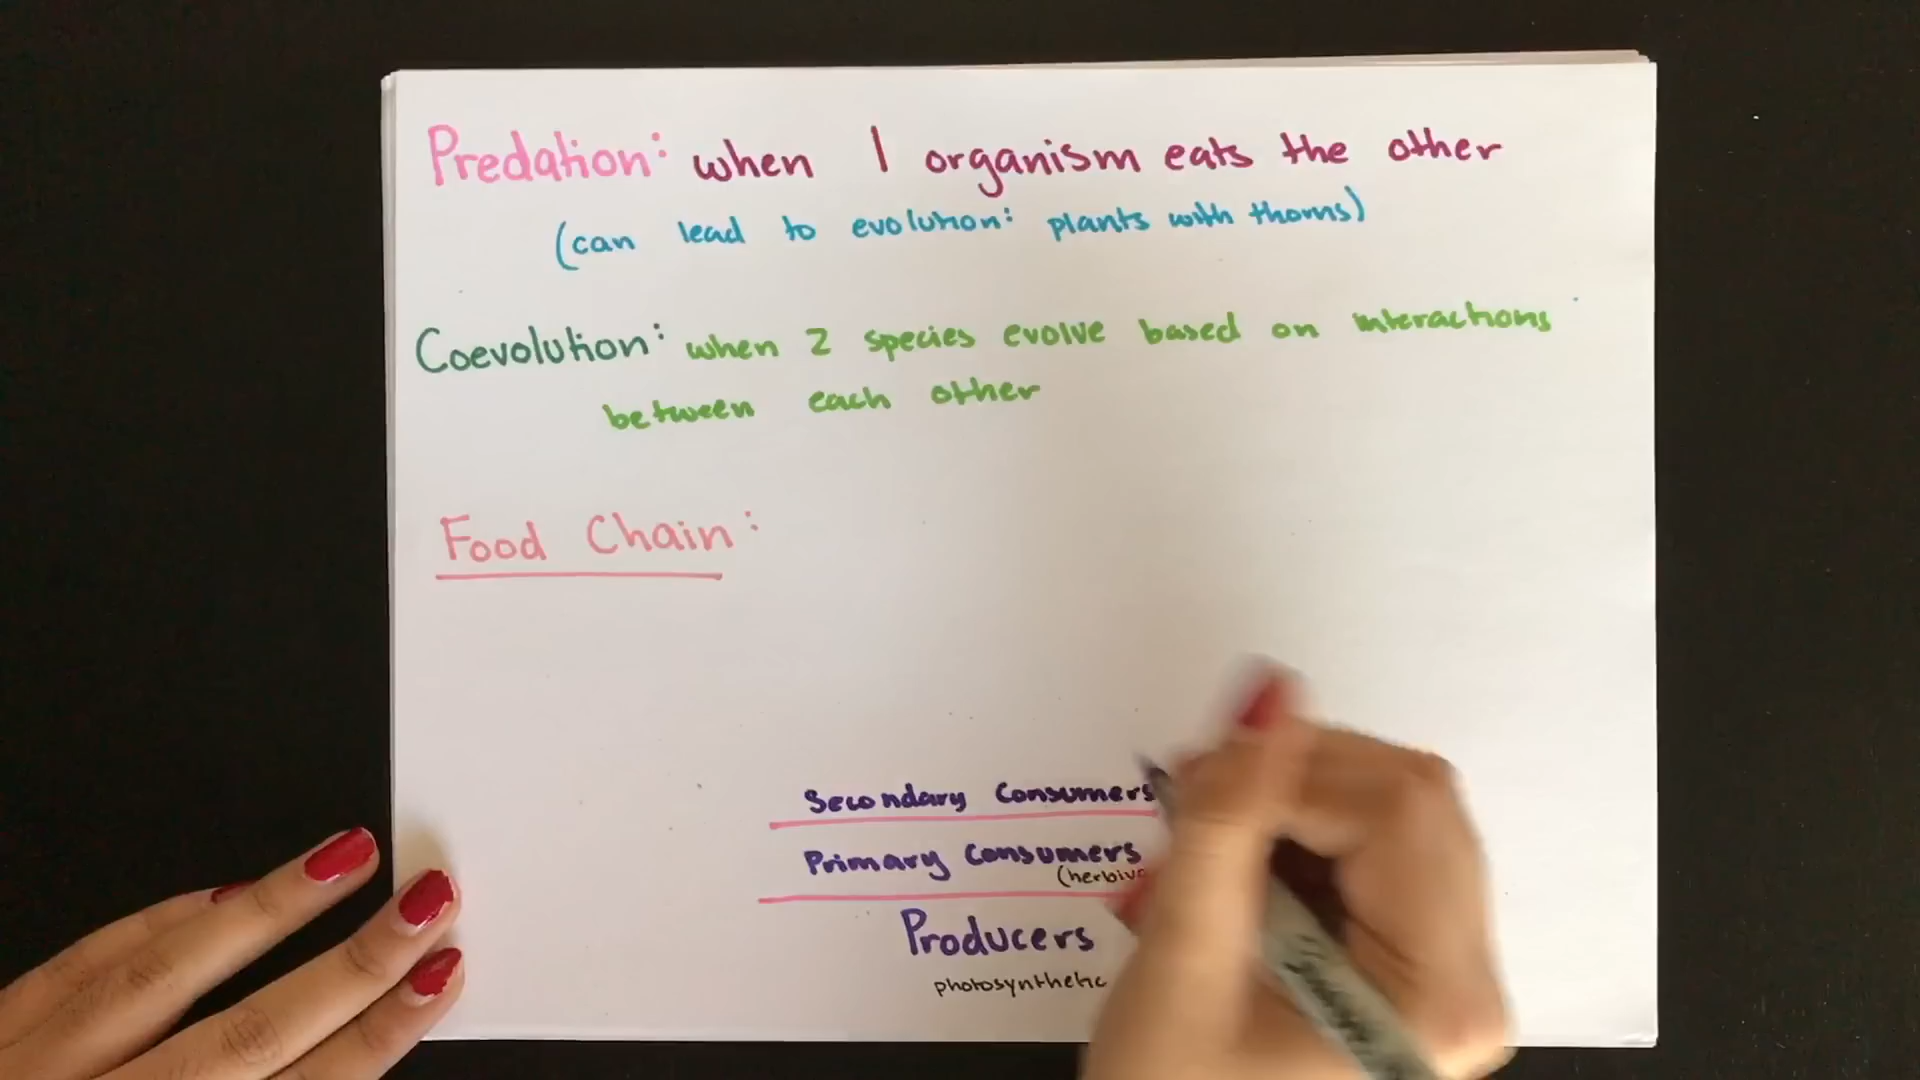 Predation: when 1 organism eats the other
(can lead to evolution: plants with thorns)
Coevolution: when 2 species evolve based on interactions
between each other
Food Chain:
Secondary Consumers
Primary Consumers
Producers
photosynthetic